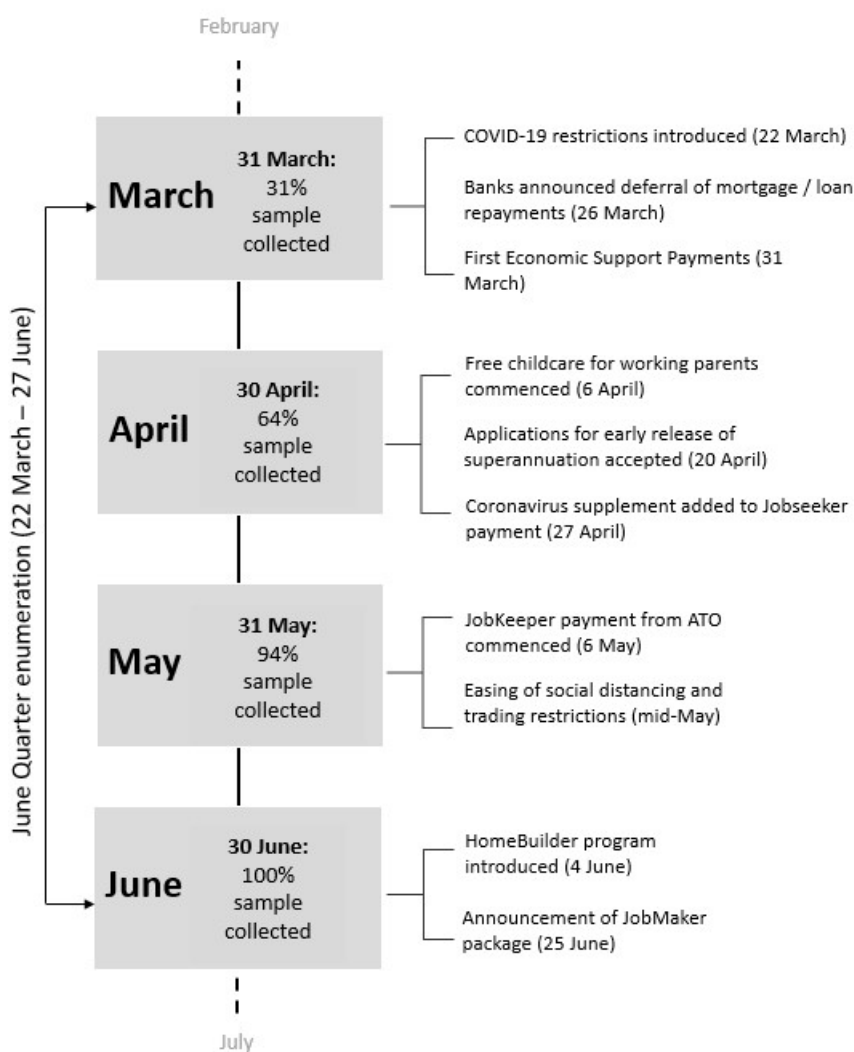 February
March
31 March:
31%
sample
collected
COVID-19 restrictions introduced (22 March)
Banks announced deferral of mortgage / loan
repayments (26 March)
First Economic Support Payments (31
March)
June Quarter enumeration (22 March – 27 June)
April
30 April:
64%
sample
collected
Free childcare for working parents
commenced (6 April)
Applications for early release of
superannuation accepted (20 April)
Coronavirus supplement added to Jobseeker
payment (27 April)
May
31 May:
94%
sample
collected
JobKeeper payment from ATO
commenced (6 May)
Easing of social distancing and
trading restrictions (mid-May)
June
30 June:
100%
sample
collected
HomeBuilder program
introduced (4 June)
Announcement of JobMaker
package (25 June)
July